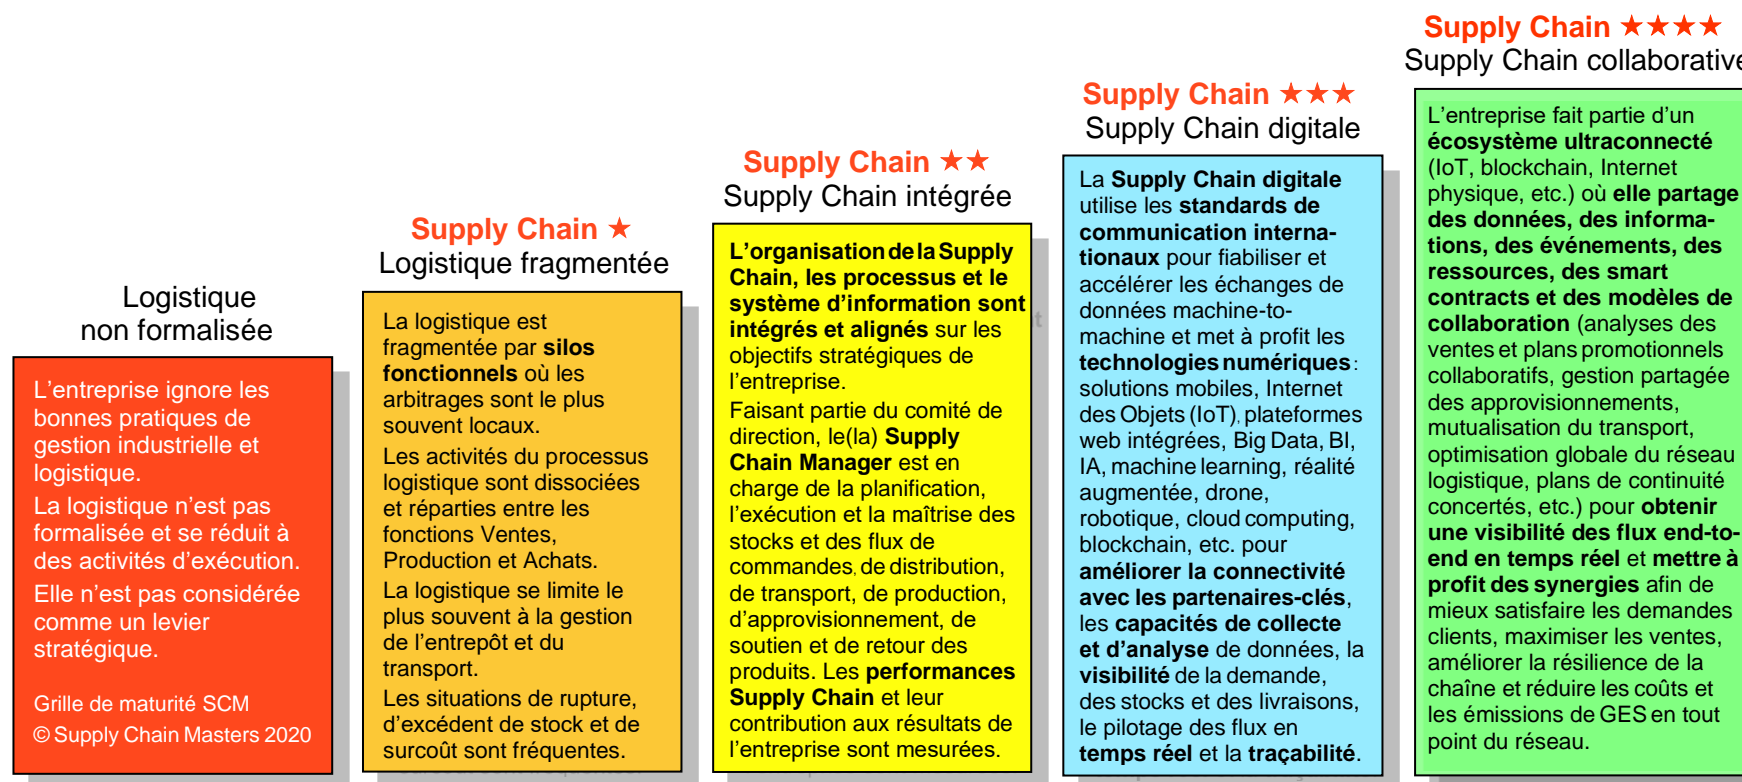 Logistique
non formalisée
L'entreprise ignore les
bonnes pratiques de
gestion industrielle et
logistique.
La logistique n'est pas
formalisée et se réduit à
des activités d'exécution.
Elle n'est pas considérée
comme un levier
stratégique.
Grille de maturité SCM
© Supply Chain Masters 2020
Supply Chain ★
Logistique fragmentée
La logistique est
fragmentée par silos
fonctionnels où les
arbitrages sont le plus
souvent locaux.
Les activités du processus
logistique sont dissociées
et réparties entre les
fonctions Ventes,
Production et Achats.
La logistique se limite le
plus souvent à la gestion
de l'entrepôt et du
transport.
Les situations de rupture,
d'excédent de stock et de
surcoût sont fréquentes.
Supply Chain ★★
Supply Chain intégrée
L'organisation de la Supply
Chain, les processus et le
système d'information sont
intégrés et alignés sur les
objectifs stratégiques de
l'entreprise.
Faisant partie du comité de
direction, le(la) Supply
Chain Manager est en
charge de la planification,
l'exécution et la maîtrise des
stocks et des flux de
commandes, de distribution,
de transport, de production,
d'approvisionnement, de
soutien et de retour des
produits. Les performances
Supply Chain et leur
contribution aux résultats de
l'entreprise sont mesurées.
Supply Chain ★★★
Supply Chain digitale
La Supply Chain digitale
utilise les standards de
communication interna-
tionaux pour fiabiliser et
accélérer les échanges de
données machine-to-
machine et met à profit les
technologies numériques :
solutions mobiles, Internet
des Objets (IoT), plateformes
web intégrées, Big Data, BI,
IA, machine learning, réalité
augmentée, drone,
robotique, cloud computing,
blockchain, etc. pour
améliorer la connectivité
avec les partenaires-clés,
les capacités de collecte
et d'analyse de données, la
visibilité de la demande,
des stocks et des livraisons,
le pilotage des flux en
temps réel et la traçabilité.
Supply Chain ★★★★
Supply Chain collaborative
L'entreprise fait partie d'un
écosystème ultraconnecté
(IoT, blockchain, Internet
physique, etc.) où elle partage
des données, des informa-
tions, des événements, des
ressources, des smart
contracts et des modèles de
collaboration (analyses des
ventes et plans promotionnels
collaboratifs, gestion partagée
des approvisionnements,
mutualisation du transport,
optimisation globale du réseau
logistique, plans de continuité
concertés, etc.) pour obtenir
une visibilité des flux end-to-
end en temps réel et mettre à
profit des synergies afin de
mieux satisfaire les demandes
clients, maximiser les ventes,
améliorer la résilience de la
chaîne et réduire les coûts et
les émissions de GES en tout
point du réseau.